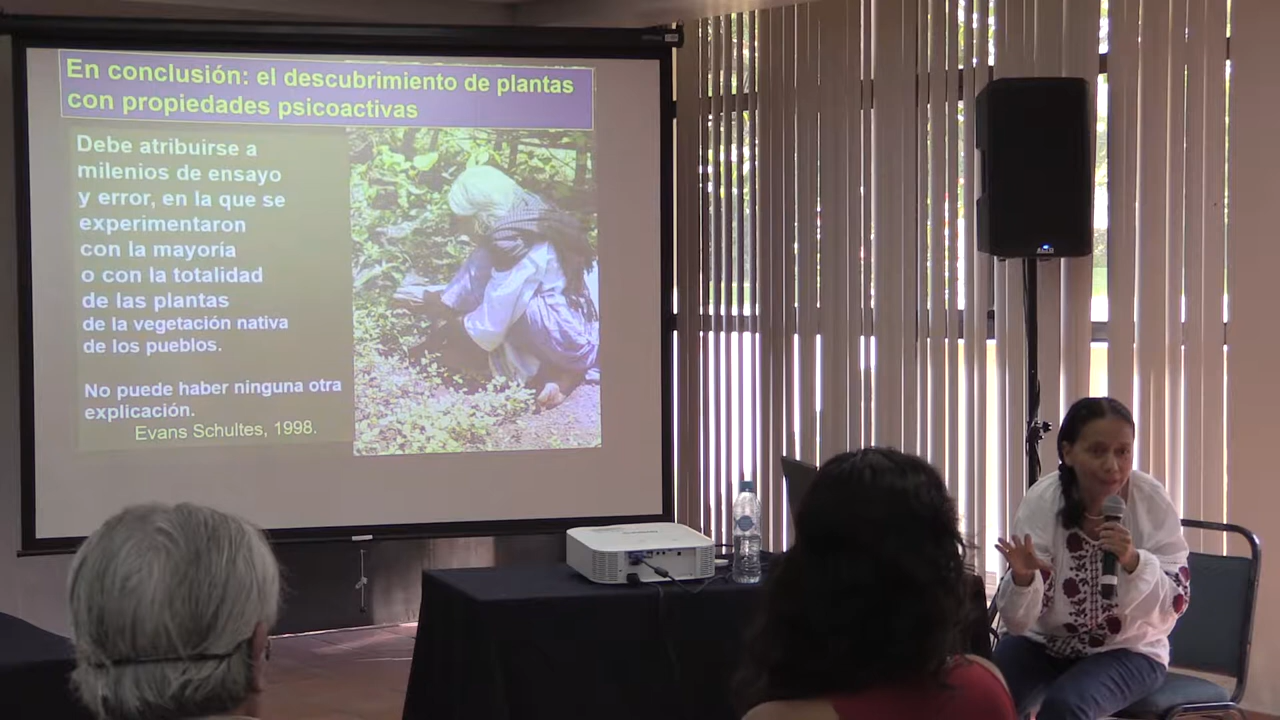 En conclusión: el descubrimiento de plantas
con propiedades psicoactivas
Debe atribuirse a
milenios de ensayo
y error, en la que se
experimentaron
con la mayoría
o con la totalidad
de las plantas
de la vegetación nativa
de los pueblos.
No puede haber ninguna otra
explicación.
Evans Schultes, 1998.